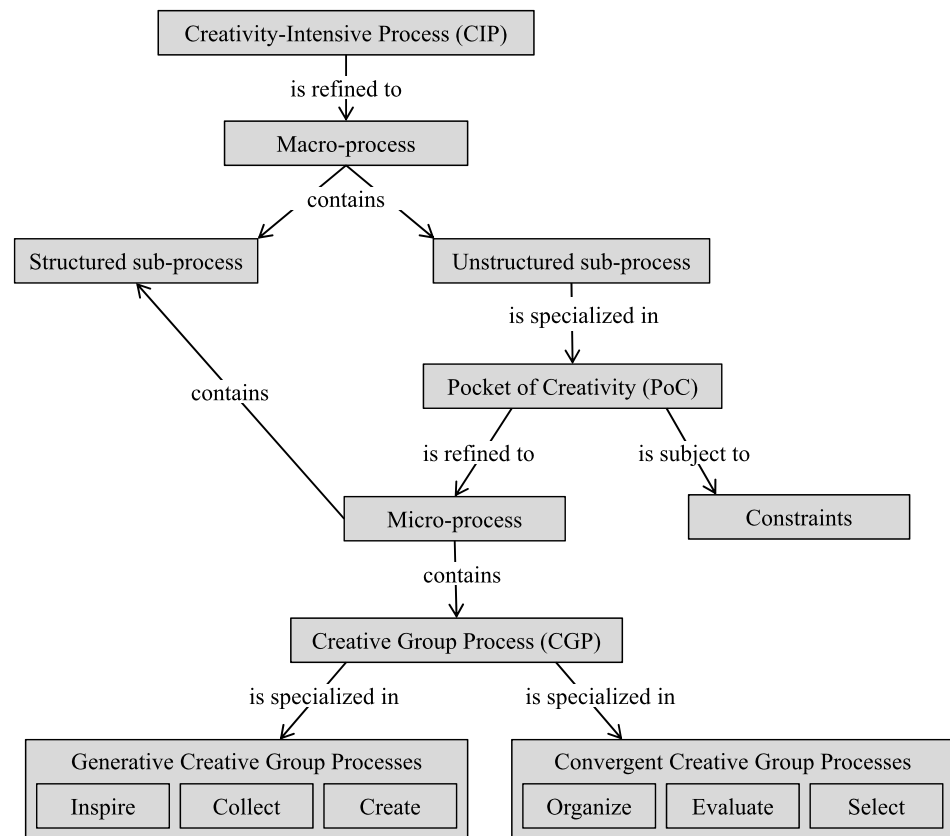 Creativity-Intensive Process (CIP)
is refined to
Macro-process
contains
Structured sub-process
Unstructured sub-process
is specialized in
Pocket of Creativity (PoC)
contains
is refined to
is subject to
Micro-process
Constraints
contains
Creative Group Process (CGP)
is specialized in
is specialized in
Generative Creative Group Processes
Inspire
Collect
Create
Convergent Creative Group Processes
Organize
Evaluate
Select